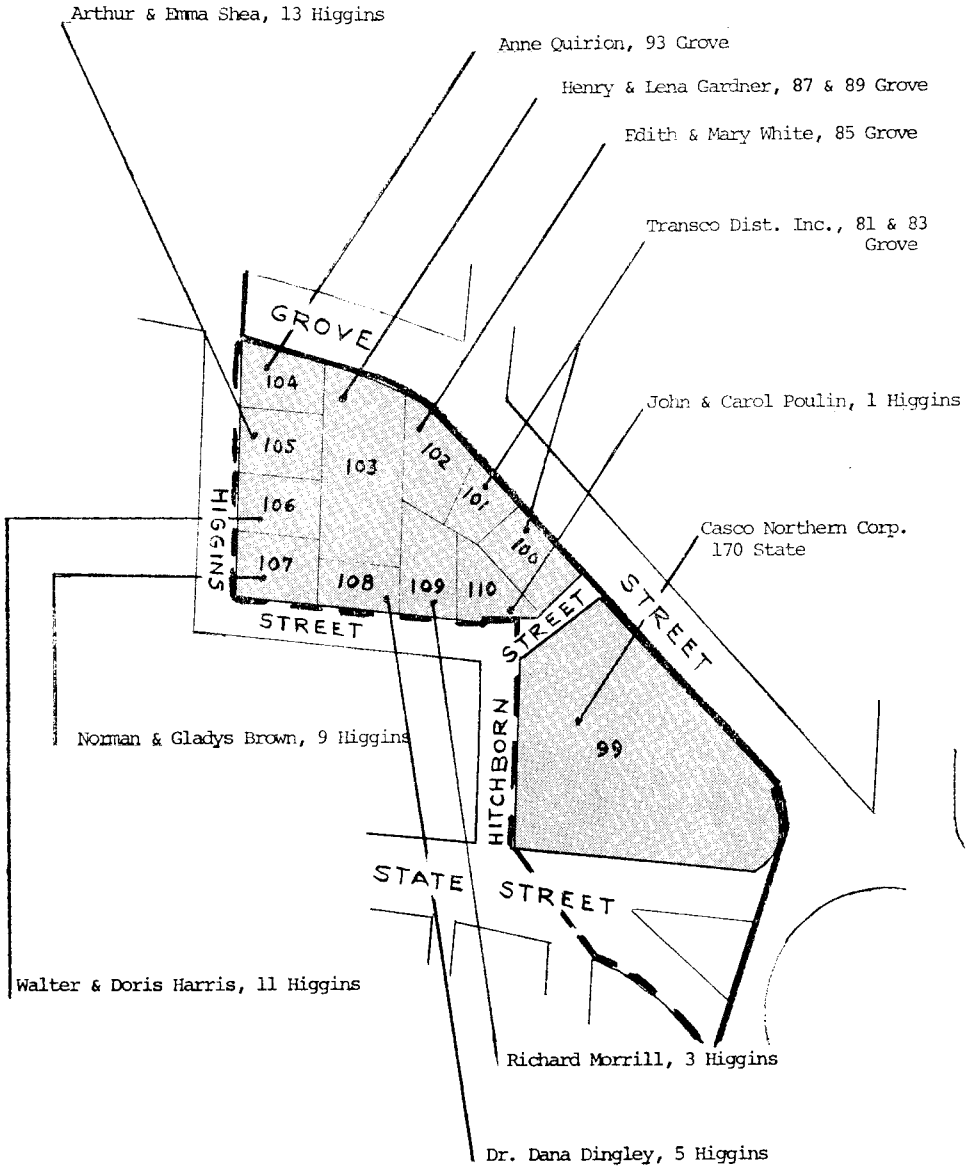 Arthur & Emma Shea, 13 Higgins
Anne Quirion, 93 Grove
Henry & Lena Gardner, 87 & 89 Grove
Edith & Mary White, 85 Grove
Transco Dist. Inc., 81 & 83
Grove
GROVE
104
John & Carol Poulin, 1 Higgins
105
103
102
101
106
HIGGINS
100
Casco Northern Corp.
170 State
107
108
109
110
STREET
STREET
STREET
Norman & Gladys Brown, 9 Higgins
99
HITCHBORN
STATE STREET
Walter & Doris Harris, 11 Higgins
Richard Morrill, 3 Higgins
Dr. Dana Dingley, 5 Higgins